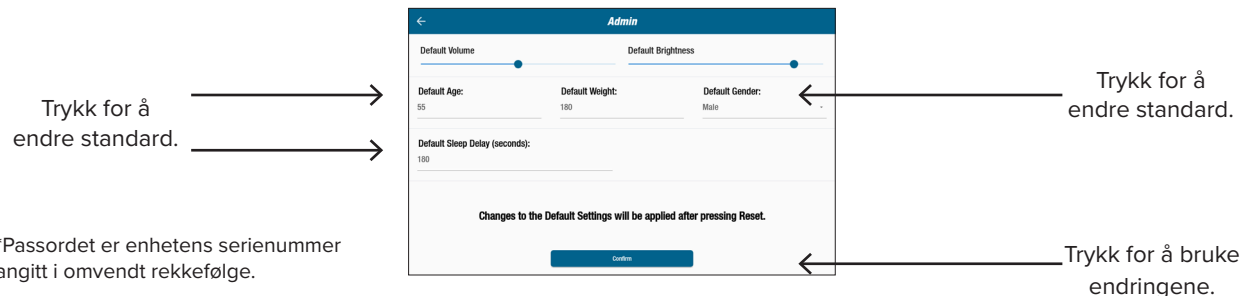 Admin
Default Volume
Default Brightness
Default Age:
Default Weight:
Default Gender:
55
180
Male
Default Sleep Delay (seconds):
180
Changes to the Default Settings will be applied after pressing Reset.
Confirm
Trykk for å
endre standard.
Trykk for å
endre standard.
*Passordet er enhetens serienummer
angitt i omvendt rekkefølge.
Trykk for å bruke
endringene.